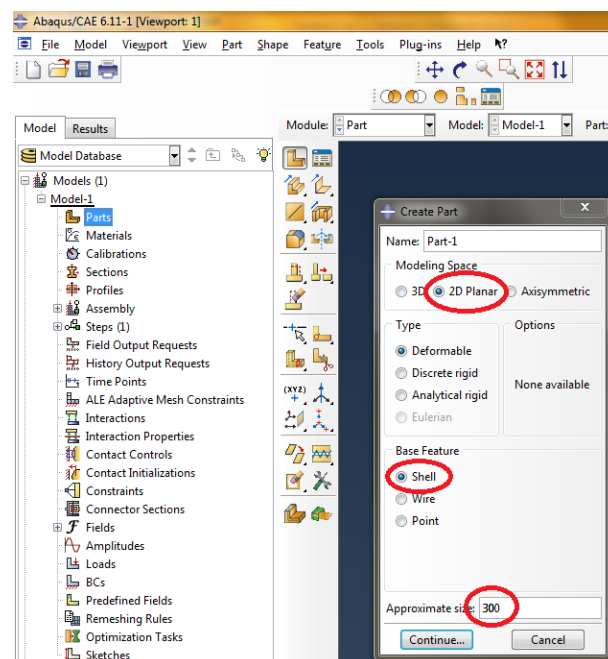 Abaqus/CAE 6.11-1 [Viewport: 1]
File Model Viewport View Part Shape Feature Tools Plug-ins Help
Model Results
Module: Part Model: Model-1 Part:
Model Database
Models (1)
Model-1
Parts
Materials
Calibrations
Sections
Profiles
Assembly
Steps (1)
Field Output Requests
History Output Requests
Time Points
ALE Adaptive Mesh Constraints
Interactions
Interaction Properties
Contact Controls
Contact Initializations
Constraints
Connector Sections
Fields
Amplitudes
Loads
BCs
Predefined Fields
Remeshing Rules
Optimization Tasks
Sketches
(XYZ)
Create Part
Name: Part-1
Modeling Space
3D 2D Planar Axisymmetric
Type Options
Deformable
Discrete rigid
Analytical rigid
Eulerian
None available
Base Feature
Shell
Wire
Point
Approximate size: 300
Continue... Cancel